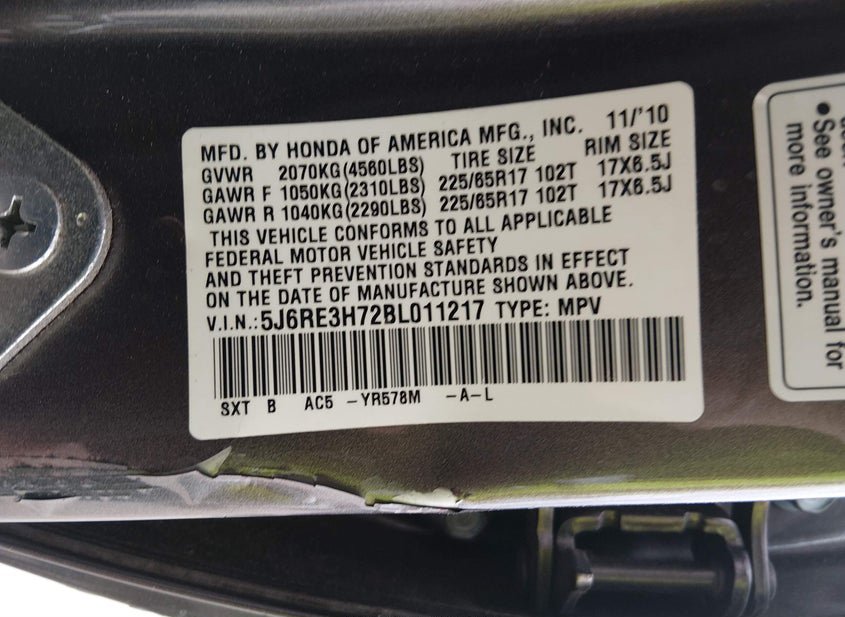 MFD. BY HONDA OF AMERICA MFG., INC. 11/'10
GVWR 2070KG(4560LBS) TIRE SIZE RIM SIZE
GAWR F 1050KG(2310LBS) 225/65R17 102T 17X6.5J
GAWR R 1040KG(2290LBS) 225/65R17 102T 17X6.5J
THIS VEHICLE CONFORMS TO ALL APPLICABLE
FEDERAL MOTOR VEHICLE SAFETY
AND THEFT PREVENTION STANDARDS IN EFFECT
ON THE DATE OF MANUFACTURE SHOWN ABOVE.
V.I.N.:5J6RE3H72BL011217 TYPE: MPV
SXT B AC5 -YR578M -A-L
• See owner's manual for
more information.